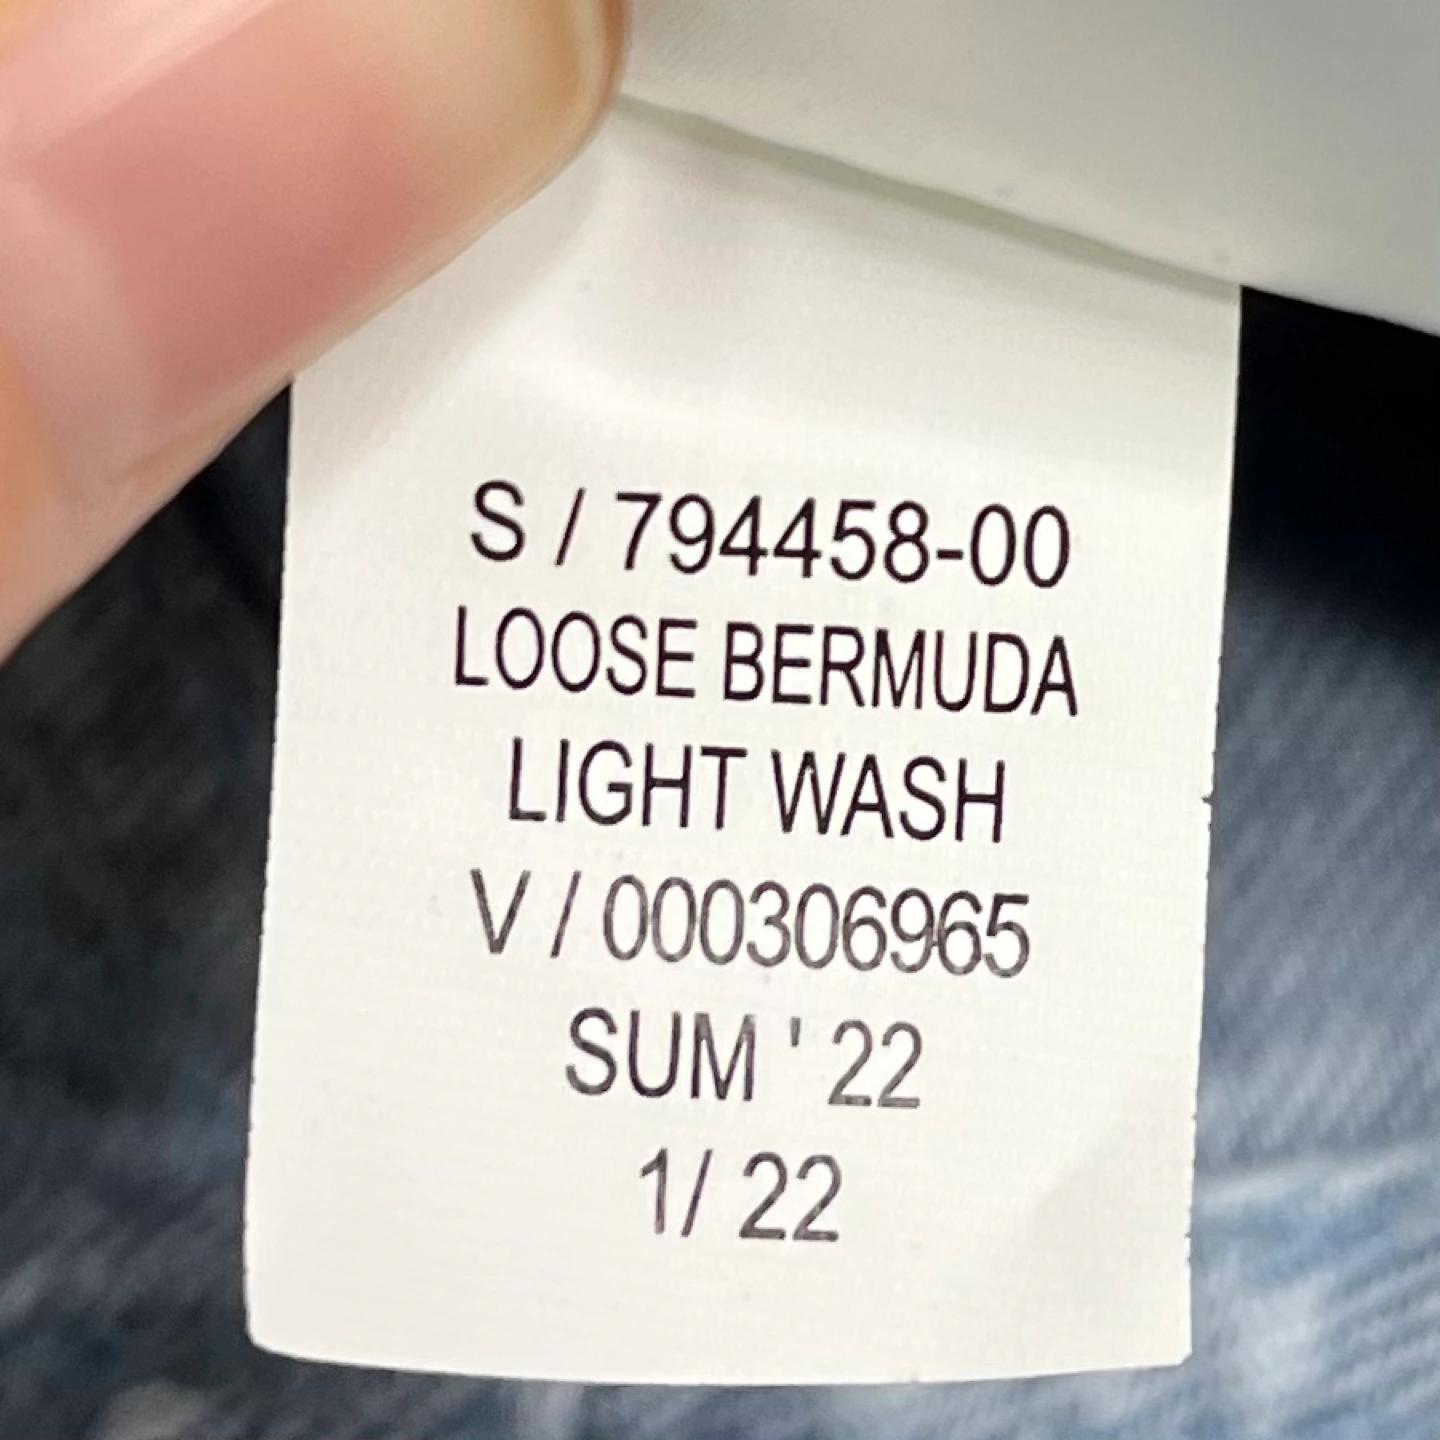 S / 794458-00
LOOSE BERMUDA
LIGHT WASH
V / 000306965
SUM ' 22
1/ 22